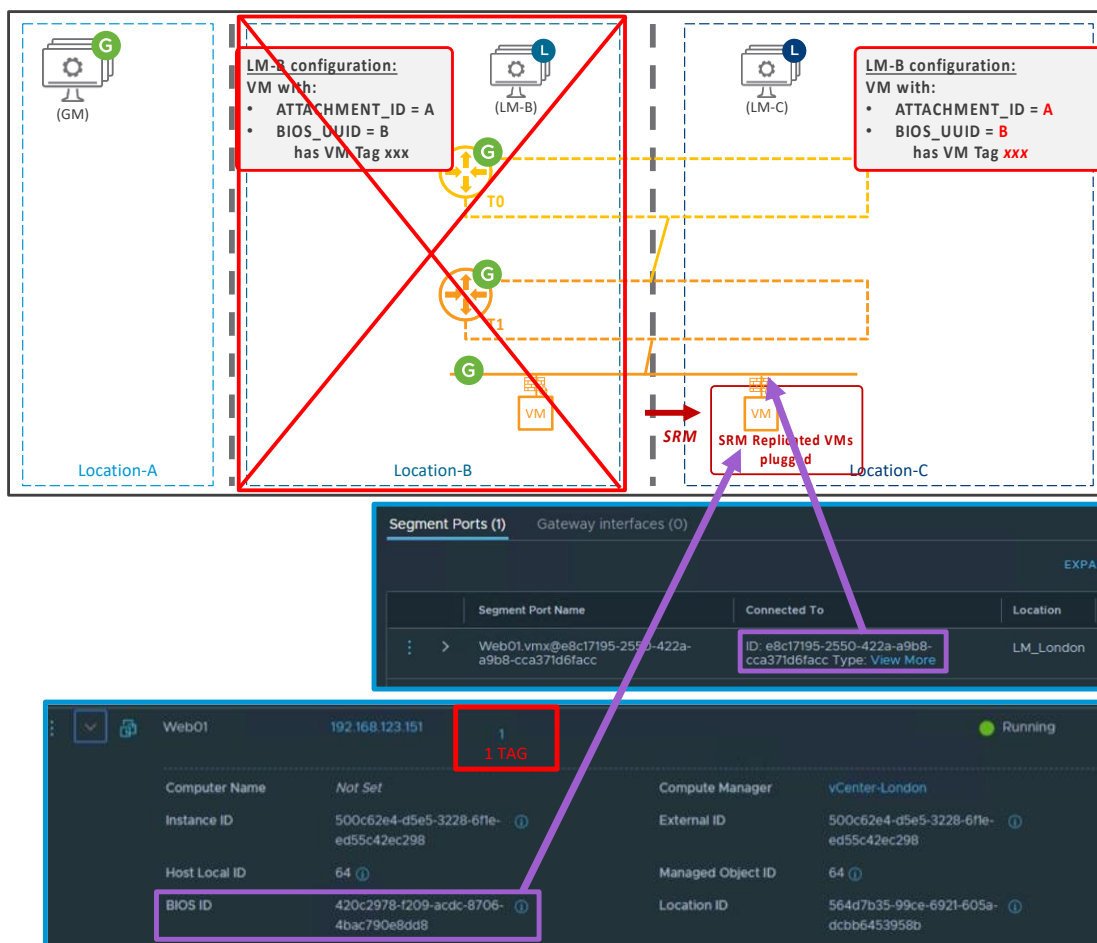 G
(GM)
Location-A
LM-B configuration:
VM with:
• ATTACHMENT_ID = A
• BIOS_UUID = B
has VM Tag xxx
L
(LM-B)
G
T0
G
T1
G
VM
Location-B
SRM
L
(LM-C)
LM-B configuration:
VM with:
• ATTACHMENT_ID = A
• BIOS_UUID = B
has VM Tag xxx
VM
SRM Replicated VMs
plugged
Location-C
Segment Ports (1) Gateway interfaces (0)
EXPA
Segment Port Name Connected To Location
Web01.vmx@e8c17195-2550-422a-
a9b8-cca371d6facc
ID: e8c17195-2550-422a-a9b8-
cca371d6facc Type: View More
LM_London
Web01 192.168.123.151 1 Running
1 TAG
Computer Name Not Set Compute Manager vCenter-London
Instance ID 500c62e4-d5e5-3228-6f1e-
ed55c42ec298
External ID 500c62e4-d5e5-3228-6f1e-
ed55c42ec298
Host Local ID 64 Managed Object ID 64
BIOS ID 420c2978-f209-acdc-8706-
4bac790e8dd8
Location ID 564d7b35-99ce-6921-605a-
dcbb6453958b